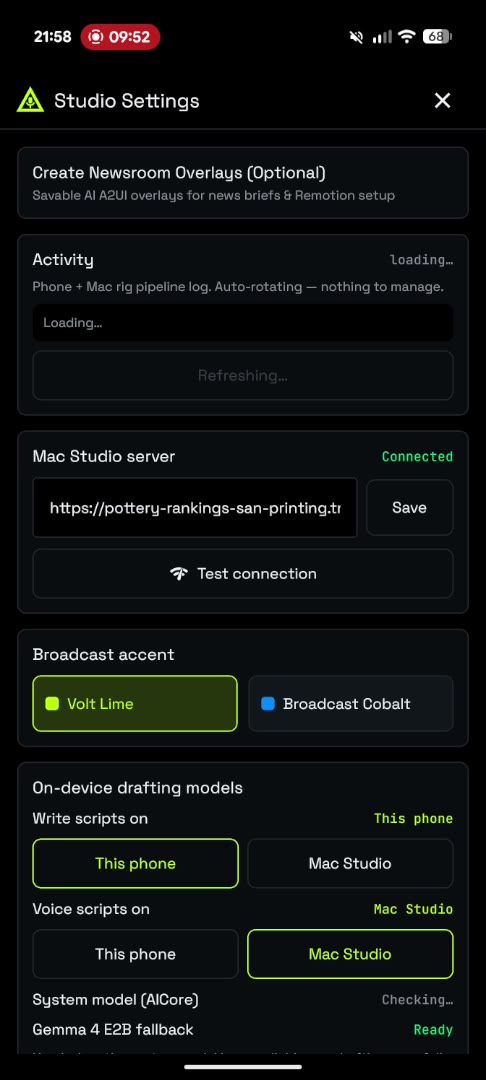 21:58
09:52
68
Studio Settings
Create Newsroom Overlays (Optional)
Savable AI A2UI overlays for news briefs & Remotion setup
Activity
loading…
Phone + Mac rig pipeline log. Auto-rotating — nothing to manage.
Loading…
Refreshing…
Mac Studio server
Connected
https://pottery-rankings-san-printing.tr
Save
Test connection
Broadcast accent
Volt Lime
Broadcast Cobalt
On-device drafting models
Write scripts on
This phone
This phone
Mac Studio
Voice scripts on
Mac Studio
This phone
Mac Studio
System model (AICore)
Checking…
Gemma 4 E2B fallback
Ready